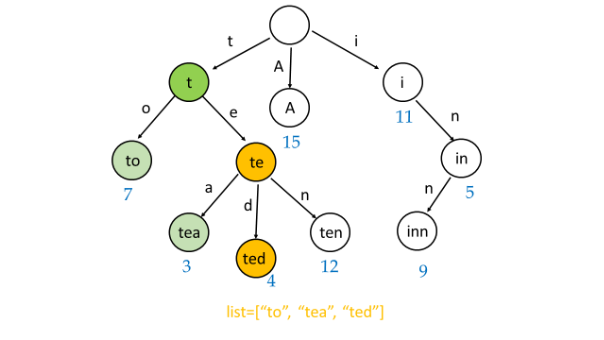 t
i
A
t
A
i
o
e
11
n
15
to
te
in
7
a
d
n
n
5
tea
ten
inn
ted
3
4
12
9
list=[“to”, “tea”, “ted”]